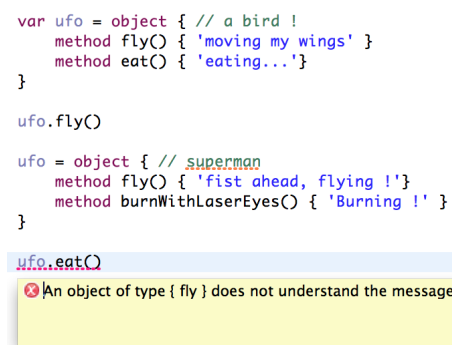 var ufo = object { // a bird !
    method fly() { 'moving my wings' }
    method eat() { 'eating...'}
}
ufo.fly()
ufo = object { // superman
    method fly() { 'fist ahead, flying !'}
    method burnWithLaserEyes() { 'Burning !' }
}
ufo.eat()
An object of type { fly } does not understand the message